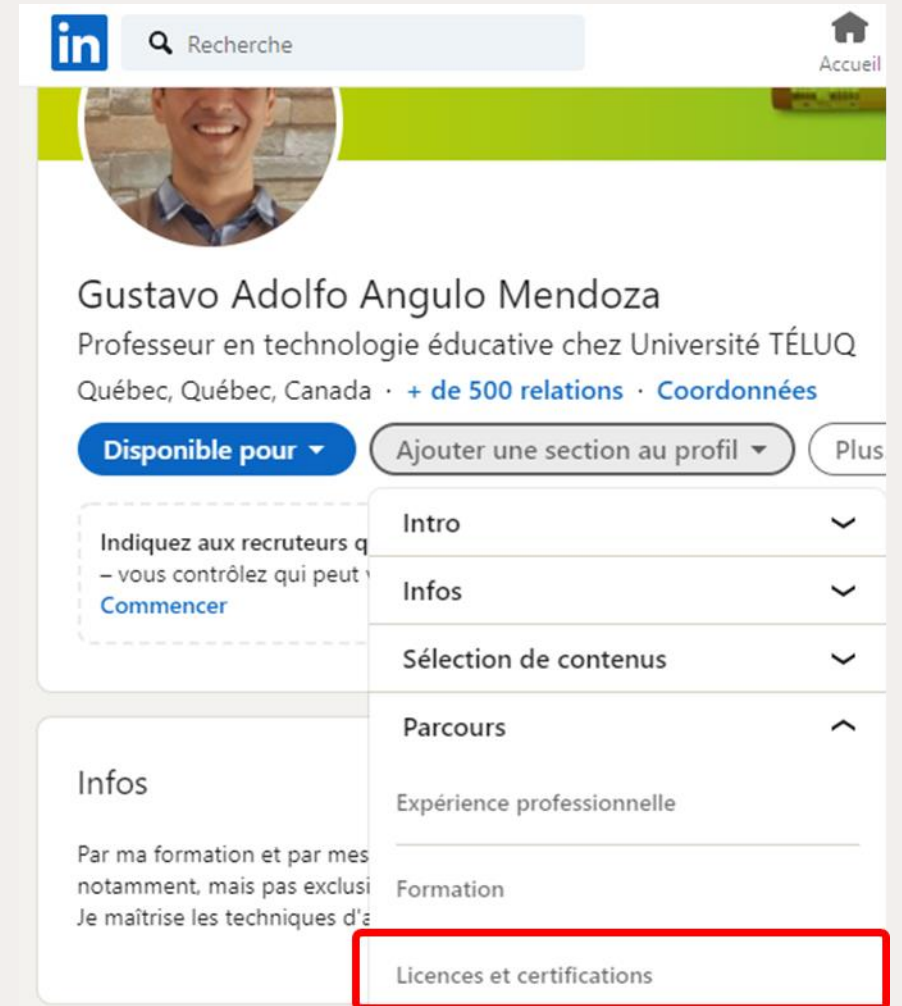 in
Recherche
Accueil
Gustavo Adolfo Angulo Mendoza
Professeur en technologie éducative chez Université TÉLUQ
Québec, Québec, Canada · + de 500 relations · Coordonnées
Disponible pour
Ajouter une section au profil
Plus
Indiquez aux recruteurs q
– vous contrôlez qui peut
Commencer
Intro
Infos
Sélection de contenus
Parcours
Expérience professionnelle
Formation
Licences et certifications
Infos
Par ma formation et par mes
notamment, mais pas exclusi
Je maîtrise les techniques d'a